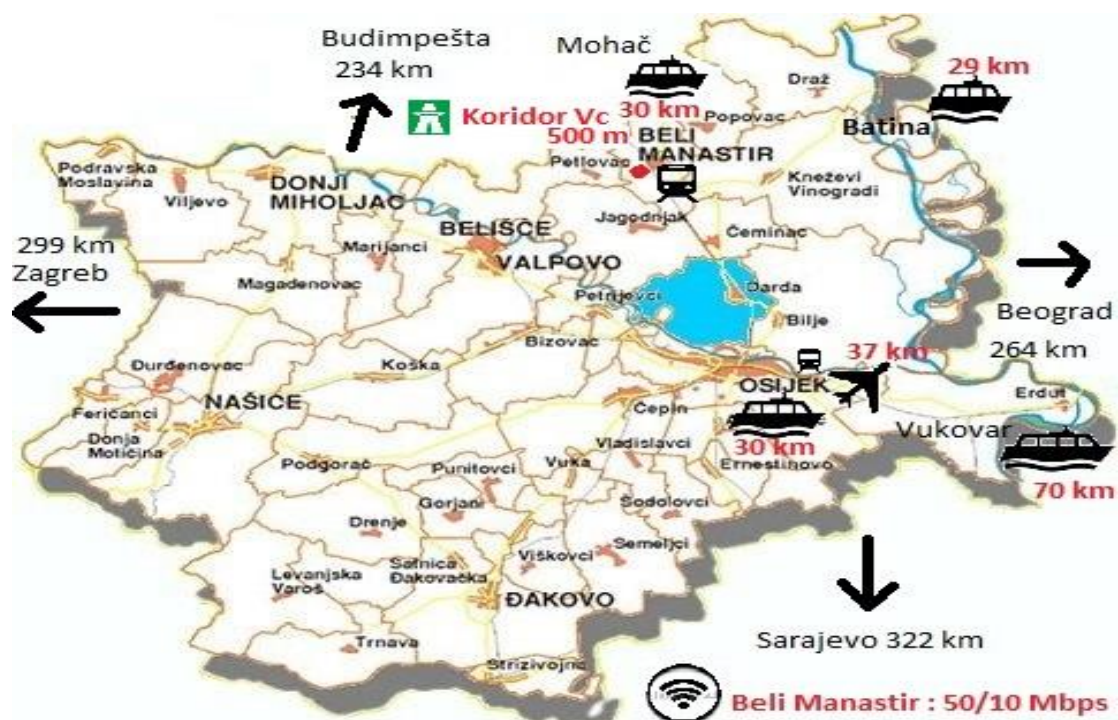 Budimpešta
234 km
Mohač
30 km
29 km
Koridor Vc
500 m
Draž
Batina
Popovac
BELI
MANASTIR
Petlovac
Kneževi
Vinogradi
Podravska
Moslavina
Viljevo
DONJI
MIHOLJAC
Jagodnjak
Čeminac
BELIŠĆE
VALPOVO
Marijanci
Magadenovac
299 km
Zagreb
Petrijevci
Darda
Bilje
Beograd
264 km
Bizovac
Koška
37 km
OSIJEK
Durđenovac
NAŠICE
Feričanci
Donja
Motičina
Čepin
30 km
Erdut
Vukovar
70 km
Vladislavci
Ernestinovo
Podgorač
Punitovci
Vuka
Gorjani
Šodolovci
Drenje
Semeljci
Viškovci
Satnica
Đakovačka
Levanjska
Varoš
ĐAKOVO
Trnava
Strizivojna
Sarajevo 322 km
Beli Manastir : 50/10 Mbps